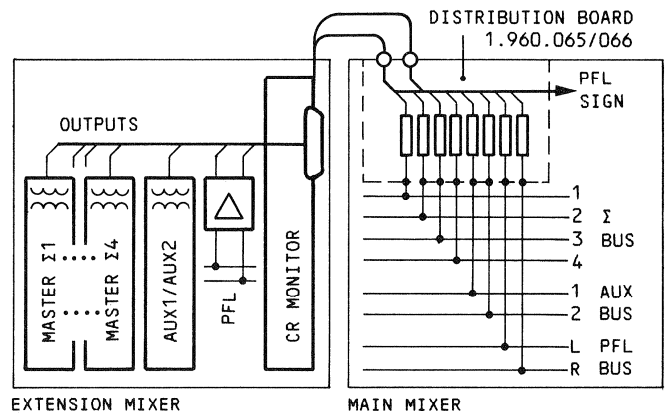 DISTRIBUTION BOARD
1.960.065/066
PFL
SIGN
OUTPUTS
MASTER Σ1
MASTER Σ4
AUX1/AUX2
PFL
CR MONITOR
1
2 Σ
3 BUS
4
1 AUX
2 BUS
L PFL
R BUS
EXTENSION MIXER
MAIN MIXER